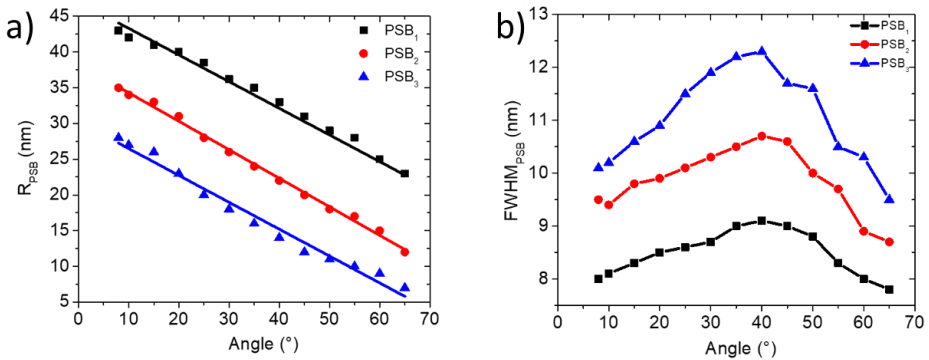 a)
R_PSB (nm)
45
40
35
30
25
20
15
10
5
PSB_1
PSB_2
PSB_3
0 10 20 30 40 50 60 70
Angle (°)
b)
FWHM_PSB (nm)
13
12
11
10
9
8
PSB_1
PSB_2
PSB_3
0 10 20 30 40 50 60 70
Angle (°)